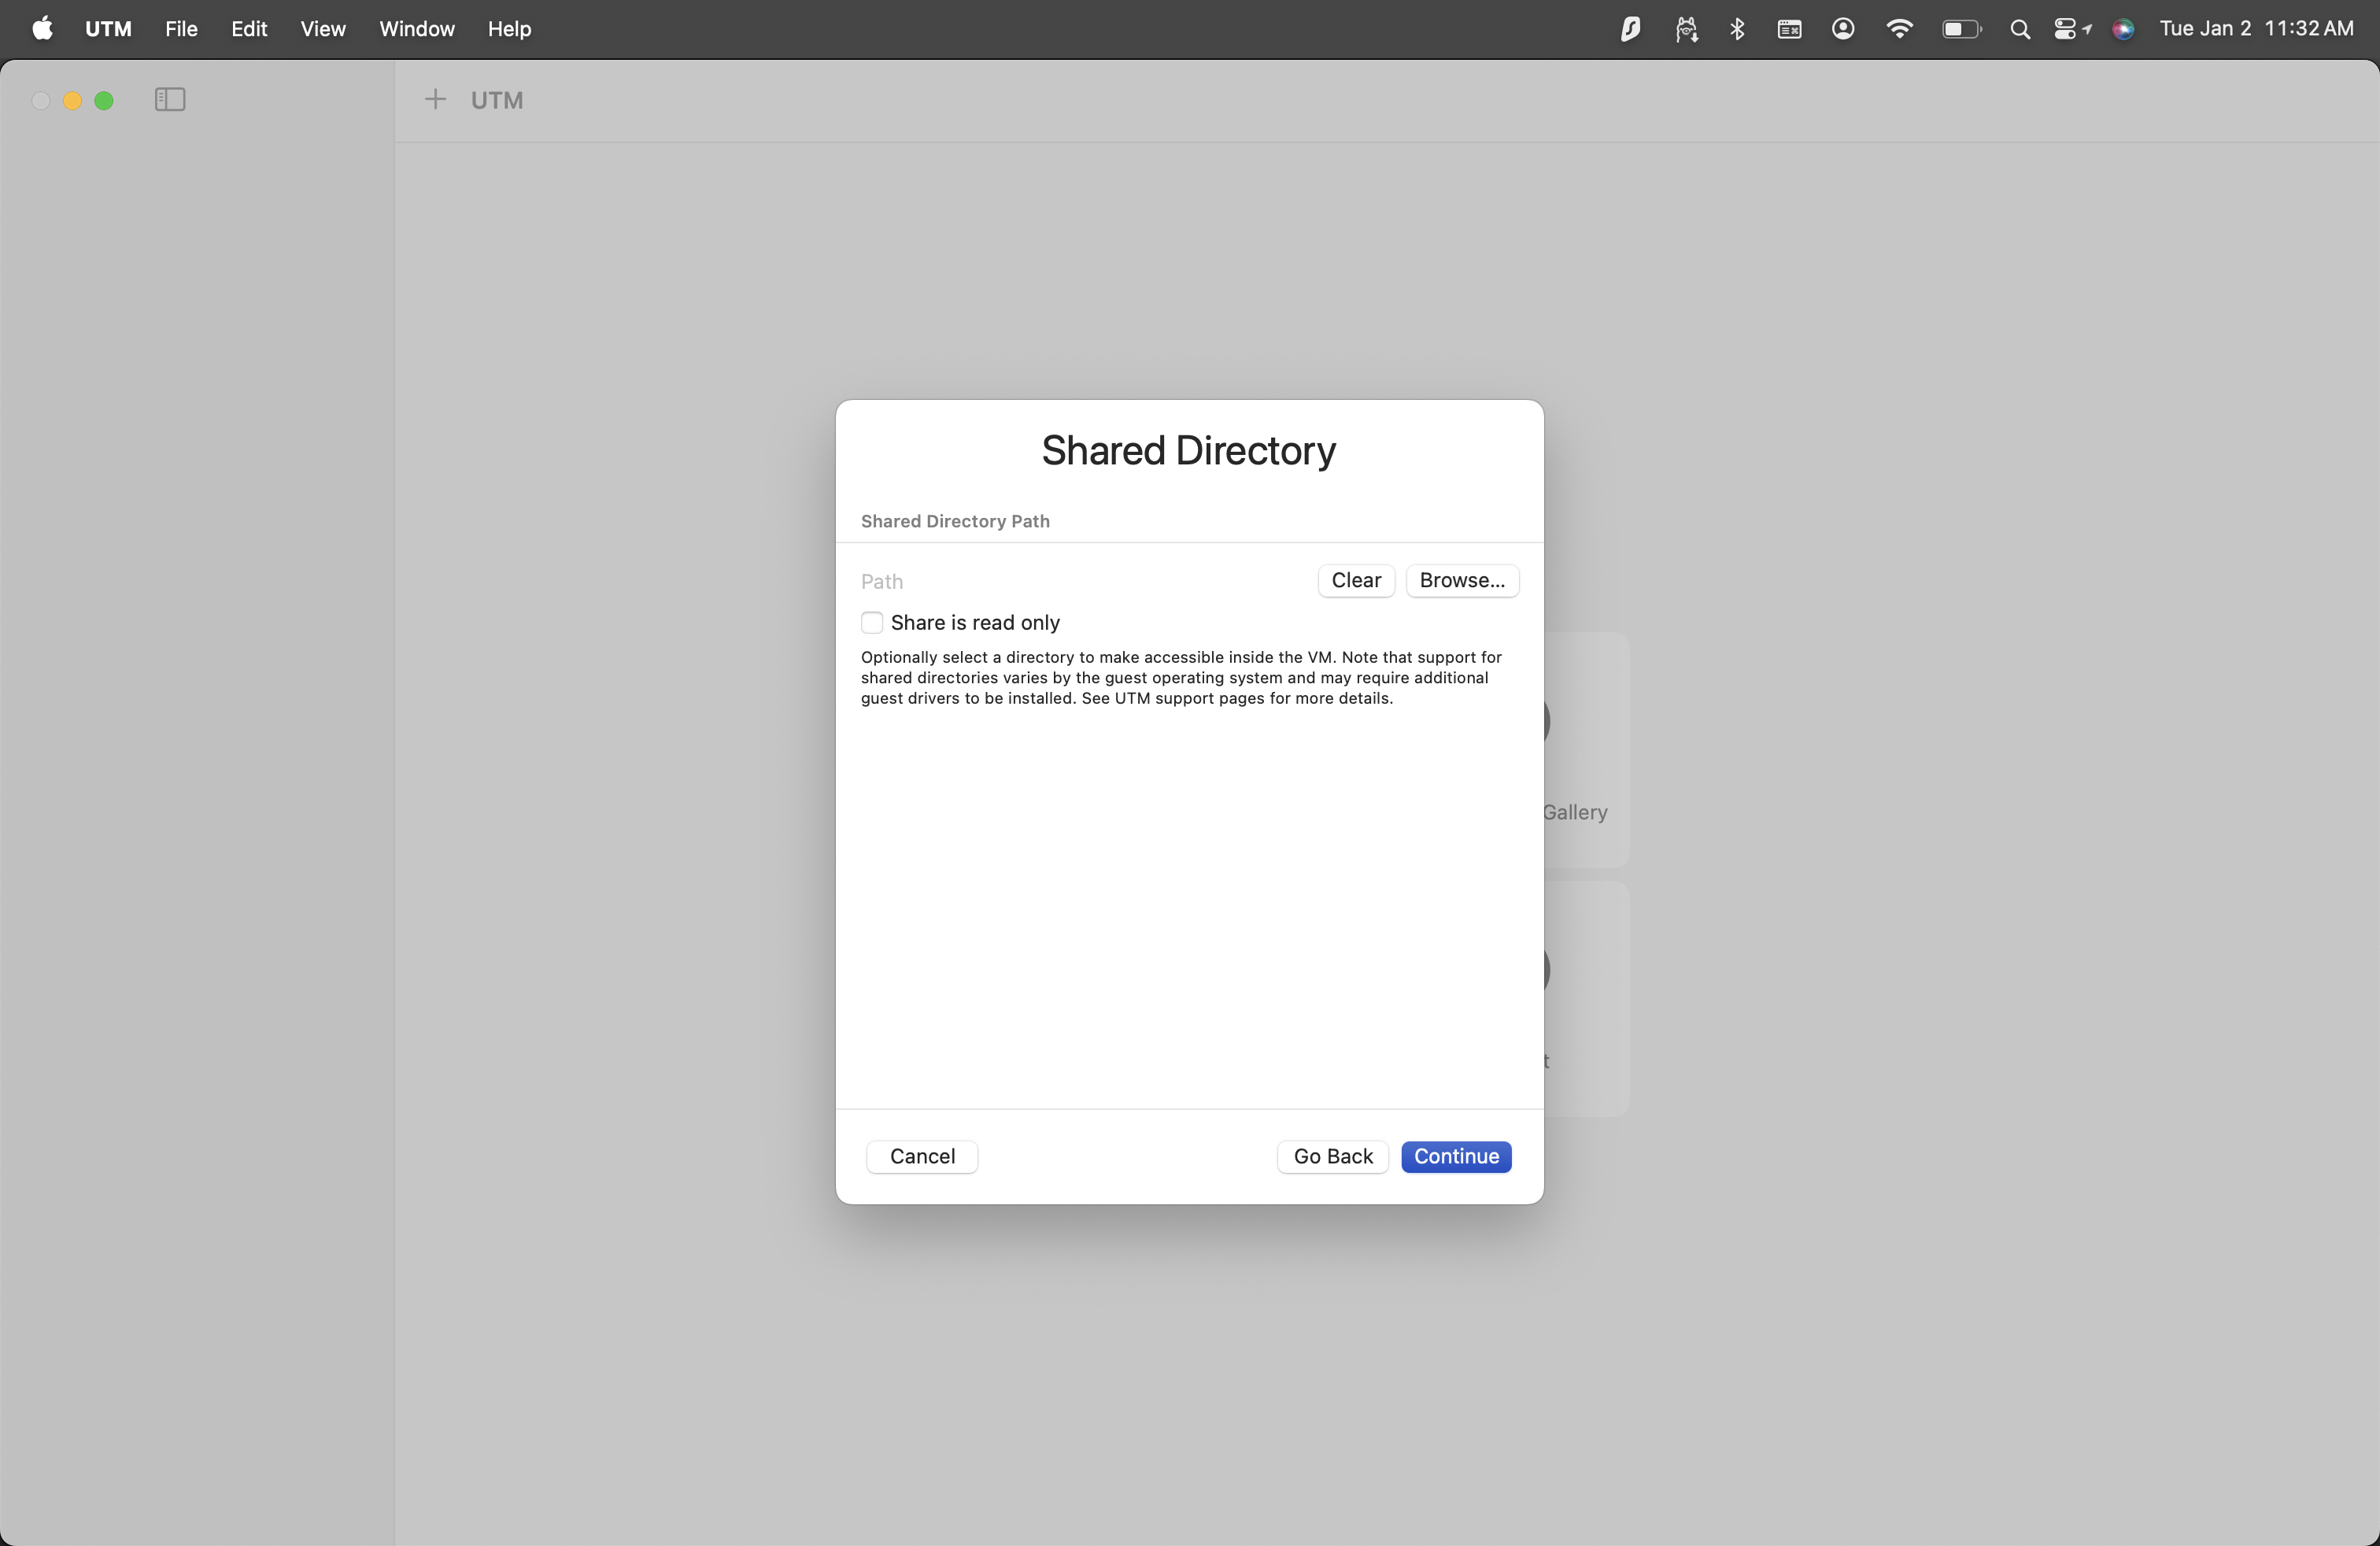 UTM File Edit View Window Help Tue Jan 2 11:32 AM
UTM
Shared Directory
Shared Directory Path
Path Clear Browse...
Share is read only
Optionally select a directory to make accessible inside the VM. Note that support for
shared directories varies by the guest operating system and may require additional
guest drivers to be installed. See UTM support pages for more details.
Gallery
t
Cancel Go Back Continue